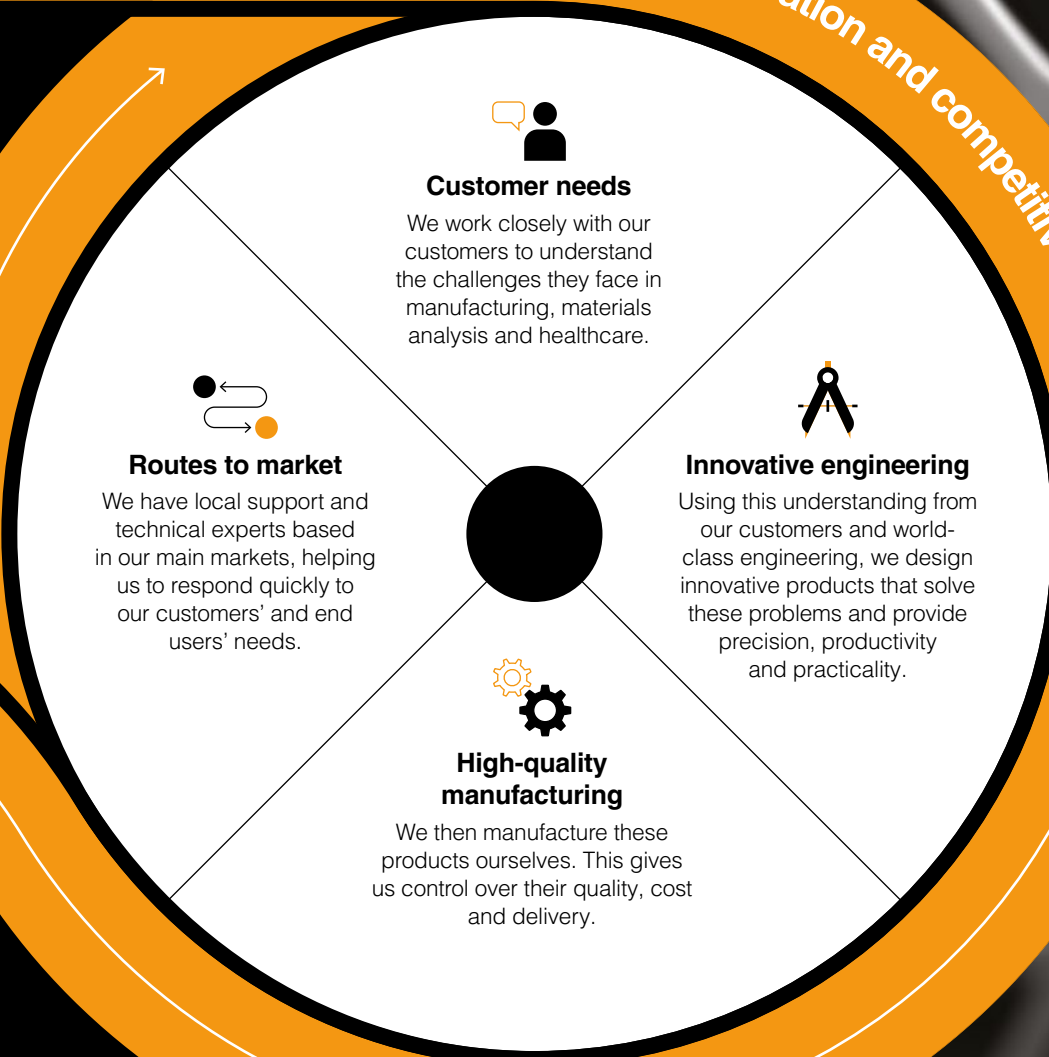 and
Customer needs
We work closely with our
customers to understand
the challenges they face in
manufacturing, materials
analysis and healthcare.
Innovative engineering
Using this understanding from
our customers and world-
class engineering, we design
innovative products that solve
these problems and provide
precision, productivity
and practicality.
High-quality
manufacturing
We then manufacture these
products ourselves. This gives
us control over their quality, cost
and delivery.
Routes to market
We have local support and
technical experts based
in our main markets, helping
us to respond quickly to
our customers’ and end
users’ needs.